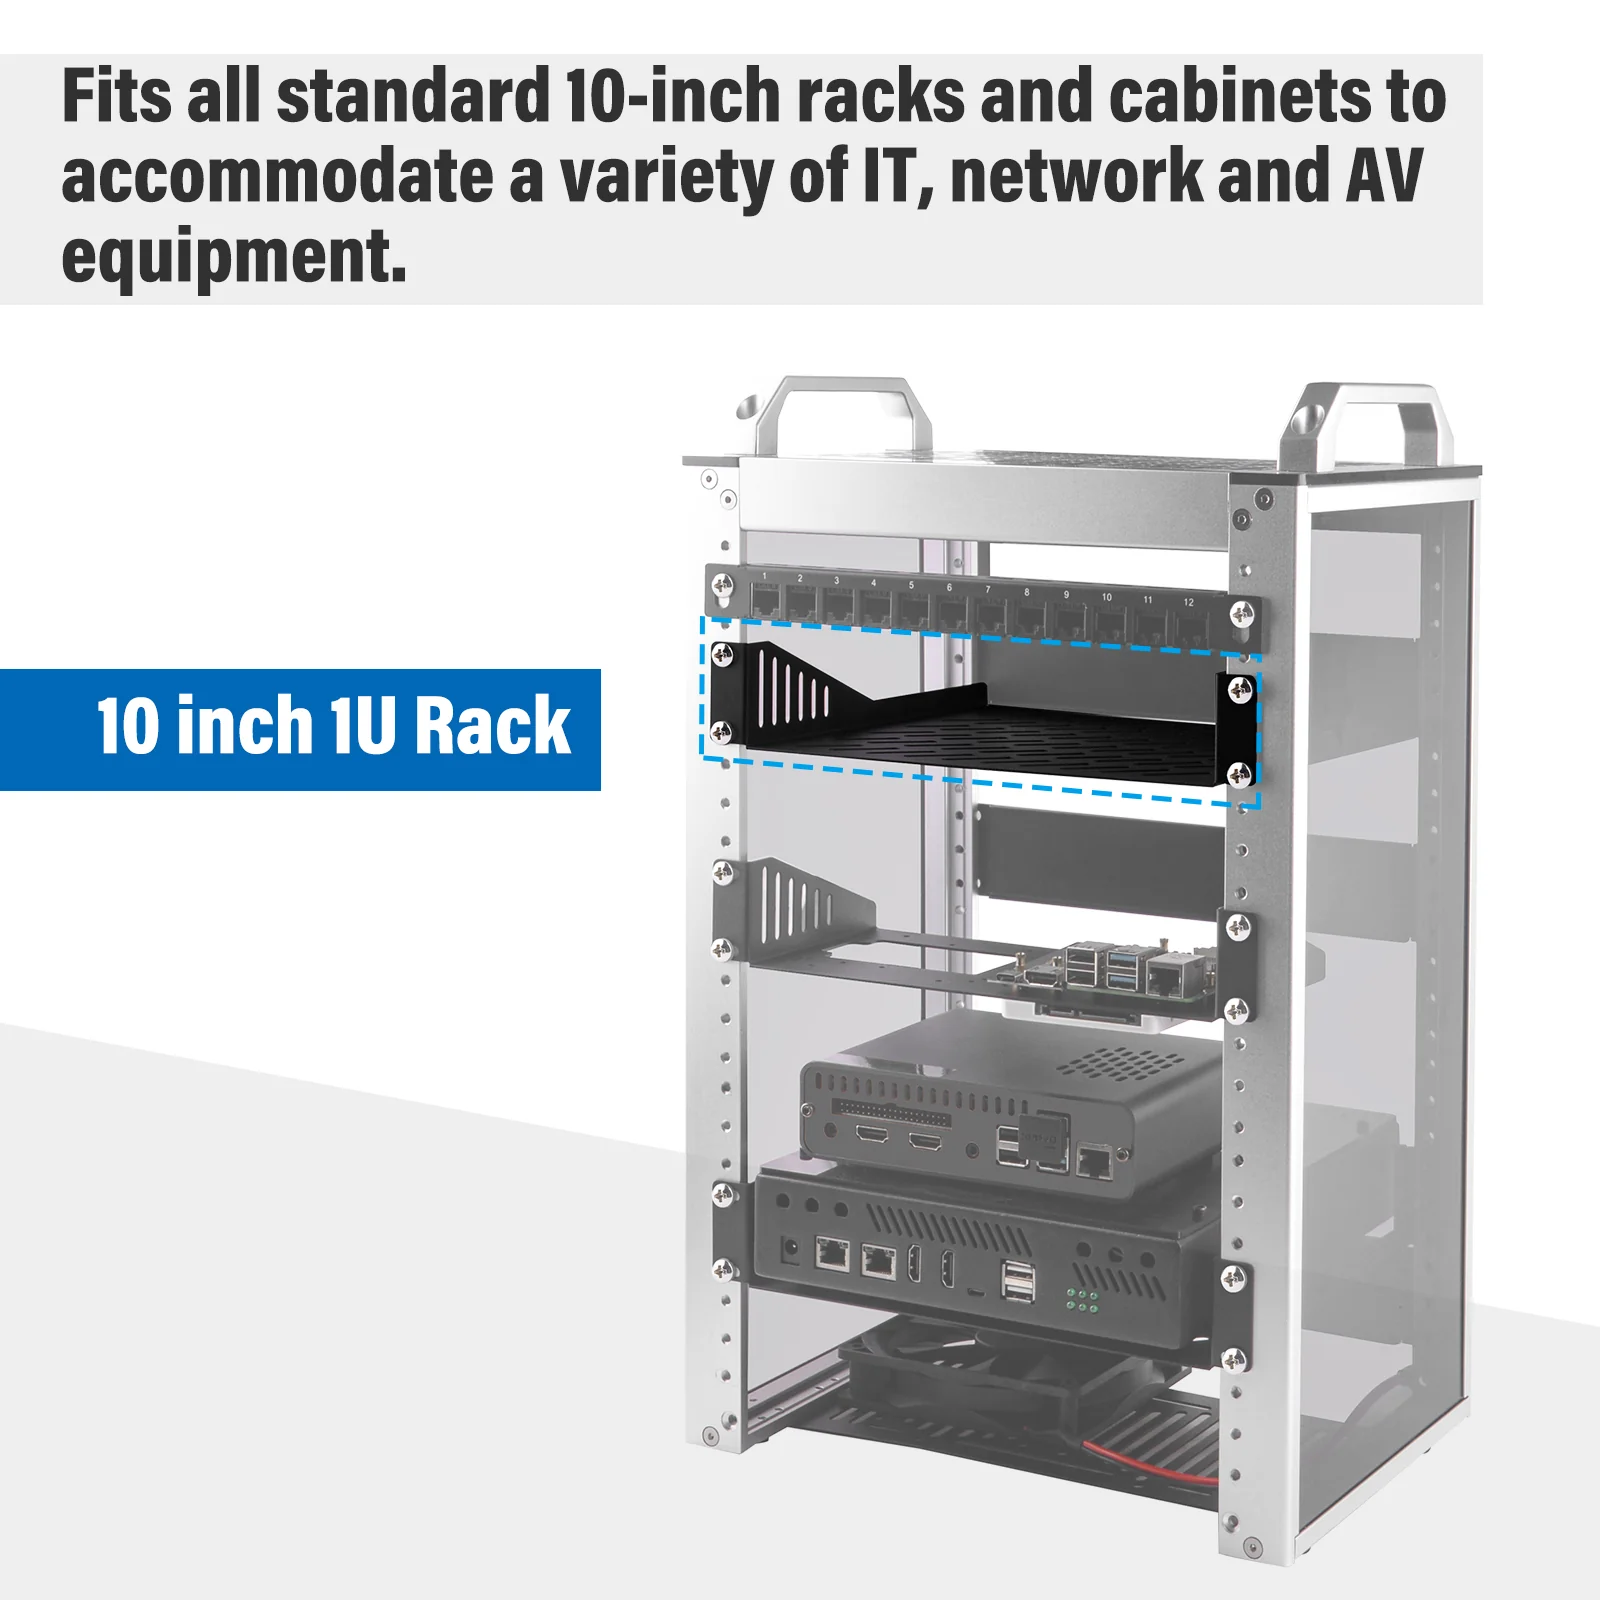 Fits all standard 10-inch racks and cabinets to
accommodate a variety of IT, network and AV
equipment.
1 2 3 4 5 6 7 8 9 10 11 12
10 inch 1U Rack